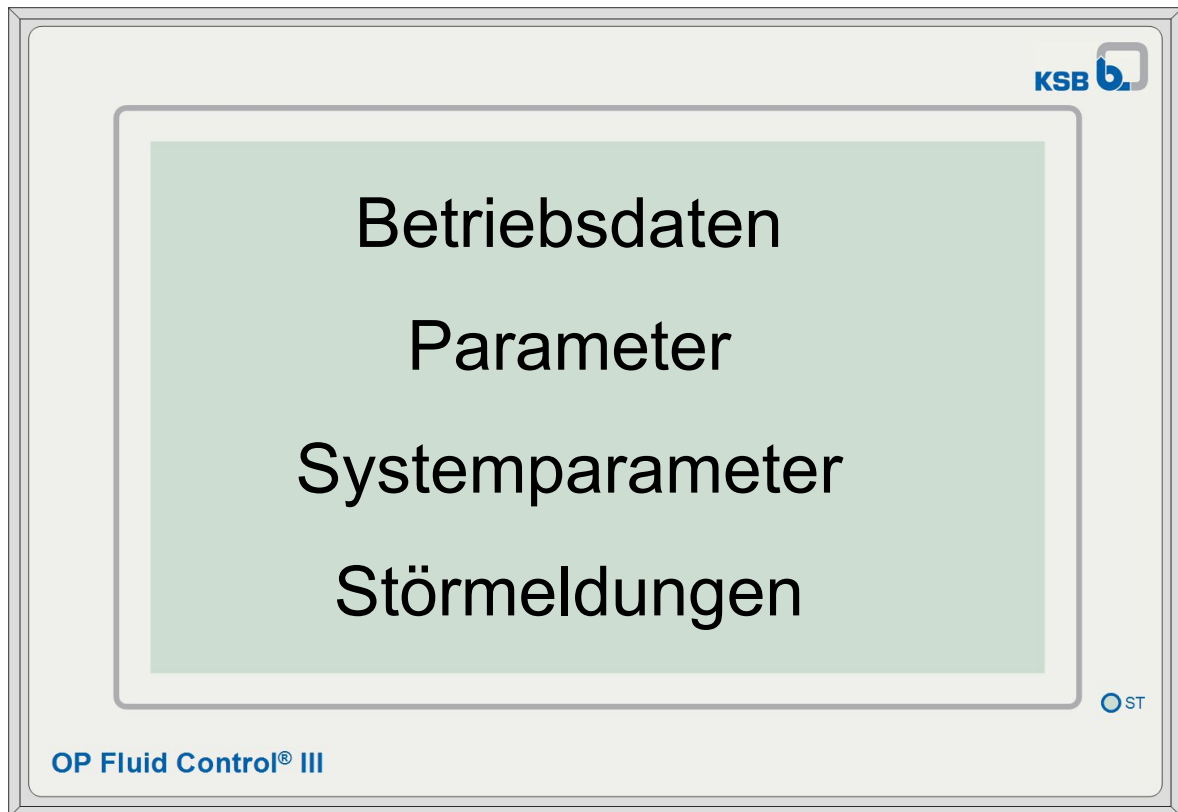 KSB b.
Betriebsdaten
Parameter
Systemparameter
Störmeldungen
ST
OP Fluid Control® III